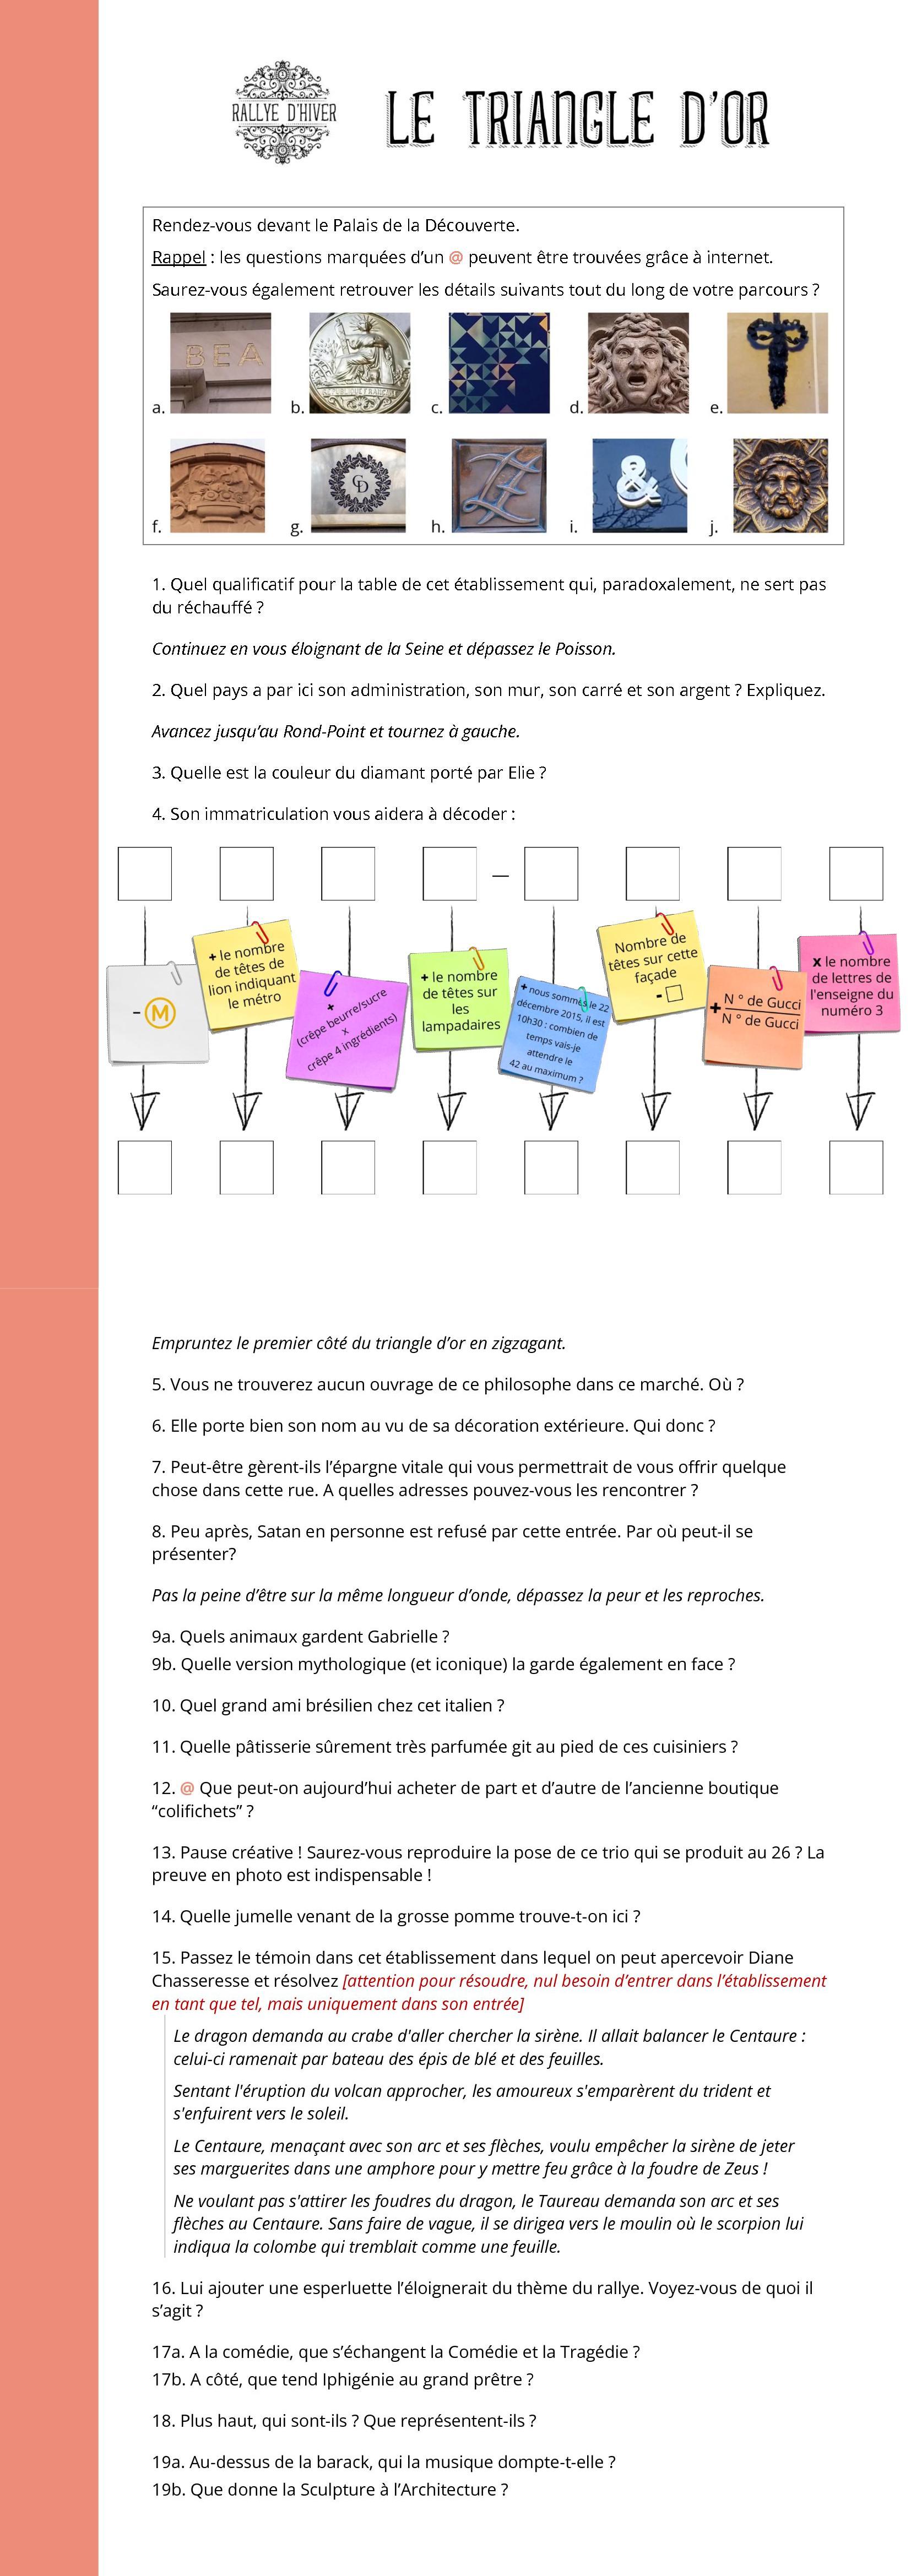 RALLYE D'HIVER
LE TRIANGLE D'OR
Rendez-vous devant le Palais de la Découverte.
Rappel : les questions marquées d’un @ peuvent être trouvées grâce à internet.
Saurez-vous également retrouver les détails suivants tout du long de votre parcours ?
BEA
a. b. c. d. e.
CD
&
f. g. h. i. j.
1. Quel qualificatif pour la table de cet établissement qui, paradoxalement, ne sert pas
du réchauffé ?
Continuez en vous éloignant de la Seine et dépassez le Poisson.
2. Quel pays a par ici son administration, son mur, son carré et son argent ? Expliquez.
Avancez jusqu’au Rond-Point et tournez à gauche.
3. Quelle est la couleur du diamant porté par Elie ?
4. Son immatriculation vous aidera à décoder :
—
- M
+ le nombre
de têtes de
lion indiquant
le métro
+
(crêpe beurre/sucre
x
crêpe 4 ingrédients)
+ le nombre
de têtes sur
les
lampadaires
+ nous sommes le 22
décembre 2015, il est
10h30 : combien de
temps vais-je
attendre le
42 au maximum ?
Nombre de
têtes sur cette
façade
- □
+ N ° de Gucci
N ° de Gucci
x le nombre
de lettres de
l'enseigne du
numéro 3
Empruntez le premier côté du triangle d’or en zigzagant.
5. Vous ne trouverez aucun ouvrage de ce philosophe dans ce marché. Où ?
6. Elle porte bien son nom au vu de sa décoration extérieure. Qui donc ?
7. Peut-être gèrent-ils l’épargne vitale qui vous permettrait de vous offrir quelque
chose dans cette rue. A quelles adresses pouvez-vous les rencontrer ?
8. Peu après, Satan en personne est refusé par cette entrée. Par où peut-il se
présenter?
Pas la peine d’être sur la même longueur d’onde, dépassez la peur et les reproches.
9a. Quels animaux gardent Gabrielle ?
9b. Quelle version mythologique (et iconique) la garde également en face ?
10. Quel grand ami brésilien chez cet italien ?
11. Quelle pâtisserie sûrement très parfumée git au pied de ces cuisiniers ?
12. @ Que peut-on aujourd’hui acheter de part et d’autre de l’ancienne boutique
“colifichets” ?
13. Pause créative ! Saurez-vous reproduire la pose de ce trio qui se produit au 26 ? La
preuve en photo est indispensable !
14. Quelle jumelle venant de la grosse pomme trouve-t-on ici ?
15. Passez le témoin dans cet établissement dans lequel on peut apercevoir Diane
Chasseresse et résolvez [attention pour résoudre, nul besoin d’entrer dans l’établissement
en tant que tel, mais uniquement dans son entrée]
Le dragon demanda au crabe d'aller chercher la sirène. Il allait balancer le Centaure :
celui-ci ramenait par bateau des épis de blé et des feuilles.
Sentant l'éruption du volcan approcher, les amoureux s'emparèrent du trident et
s'enfuirent vers le soleil.
Le Centaure, menaçant avec son arc et ses flèches, voulu empêcher la sirène de jeter
ses marguerites dans une amphore pour y mettre feu grâce à la foudre de Zeus !
Ne voulant pas s'attirer les foudres du dragon, le Taureau demanda son arc et ses
flèches au Centaure. Sans faire de vague, il se dirigea vers le moulin où le scorpion lui
indiqua la colombe qui tremblait comme une feuille.
16. Lui ajouter une esperluette l’éloignerait du thème du rallye. Voyez-vous de quoi il
s’agit ?
17a. A la comédie, que s’échangent la Comédie et la Tragédie ?
17b. A côté, que tend Iphigénie au grand prêtre ?
18. Plus haut, qui sont-ils ? Que représentent-ils ?
19a. Au-dessus de la barack, qui la musique dompte-t-elle ?
19b. Que donne la Sculpture à l’Architecture ?